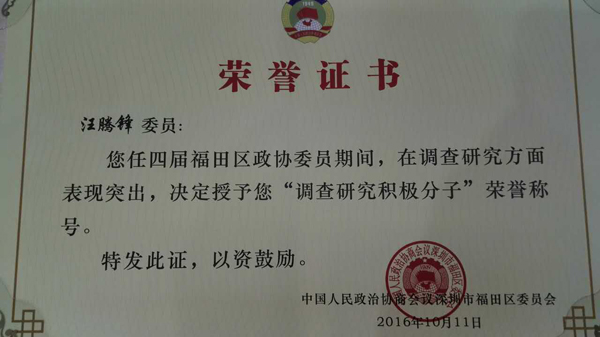 荣誉证书
汪腾锋 委员：
您任四届福田区政协委员期间，在调查研究方面
表现突出，决定授予您“调查研究积极分子”荣誉称
号。
特发此证，以资鼓励。
中国人民政治协商会议深圳市福田区委员会
2016年10月11日